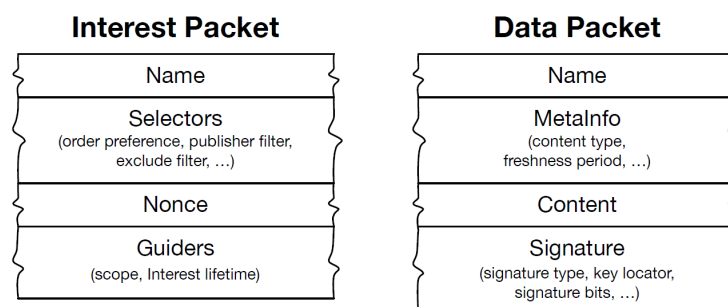 Interest Packet
Name
Selectors
(order preference, publisher filter,
exclude filter, ...)
Nonce
Guiders
(scope, Interest lifetime)
Data Packet
Name
MetaInfo
(content type,
freshness period, ...)
Content
Signature
(signature type, key locator,
signature bits, ...)